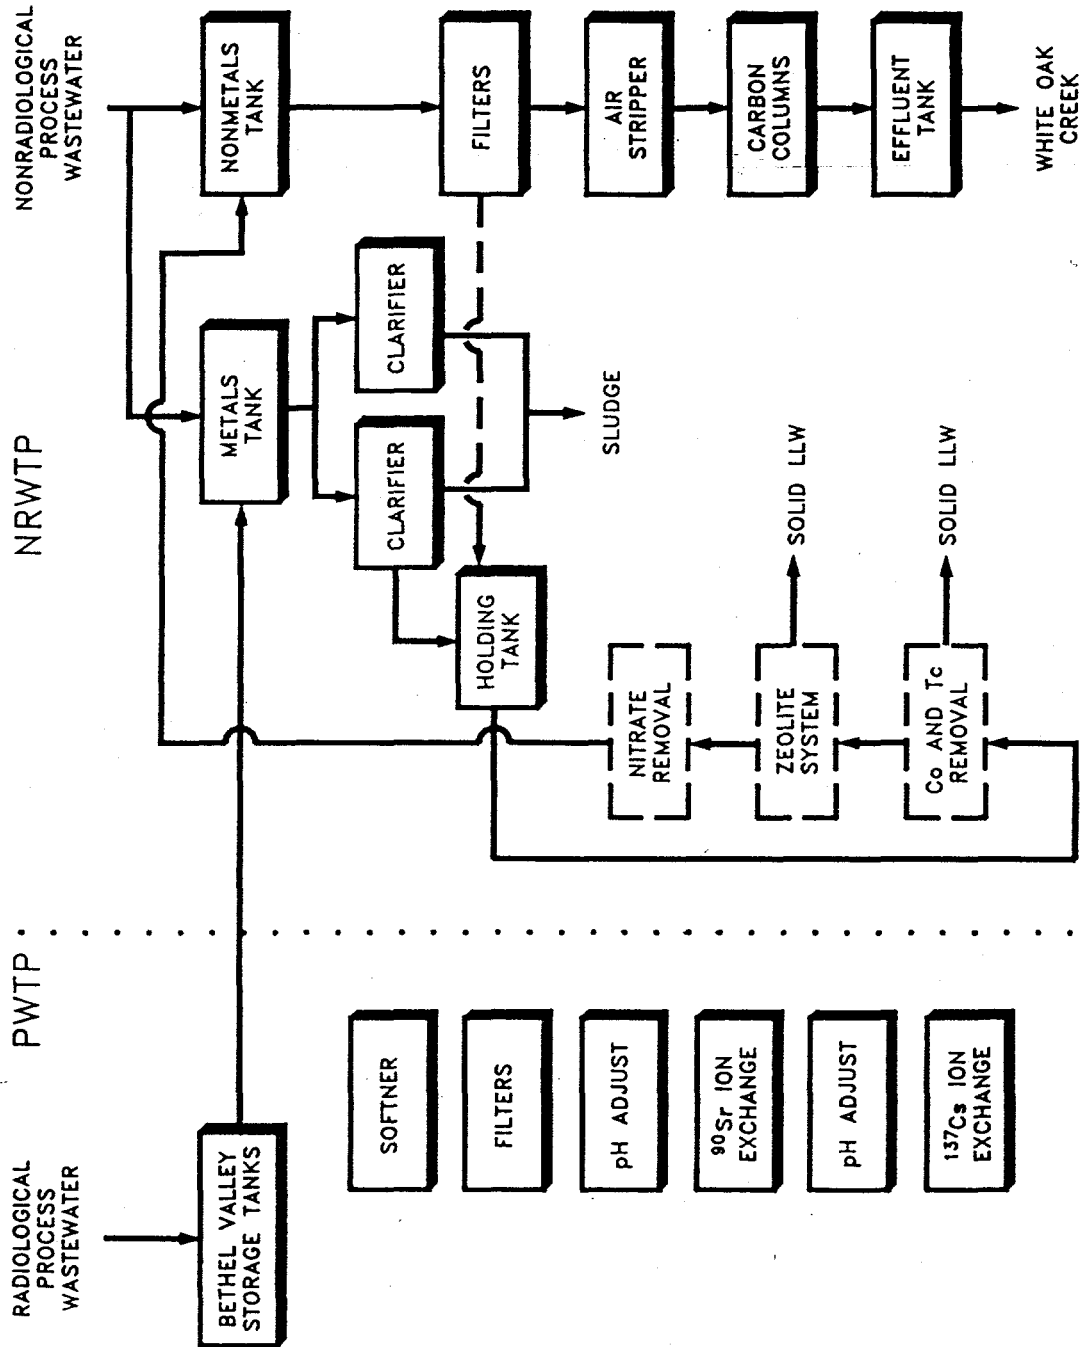 PWTP
NRWTP
RADIOLOGICAL
PROCESS
WASTEWATER
NONRADIOLOGICAL
PROCESS
WASTEWATER
BETHEL VALLEY
STORAGE TANKS
METALS
TANK
NONMETALS
TANK
SOFTNER
CLARIFIER
CLARIFIER
FILTERS
HOLDING
TANK
FILTERS
SLUDGE
pH ADJUST
NITRATE
REMOVAL
AIR
STRIPPER
⁹⁰Sr ION
EXCHANGE
ZEOLITE
SYSTEM
SOLID LLW
CARBON
COLUMNS
pH ADJUST
Co AND Tc
REMOVAL
SOLID LLW
EFFLUENT
TANK
¹³⁷Cs ION
EXCHANGE
WHITE OAK
CREEK